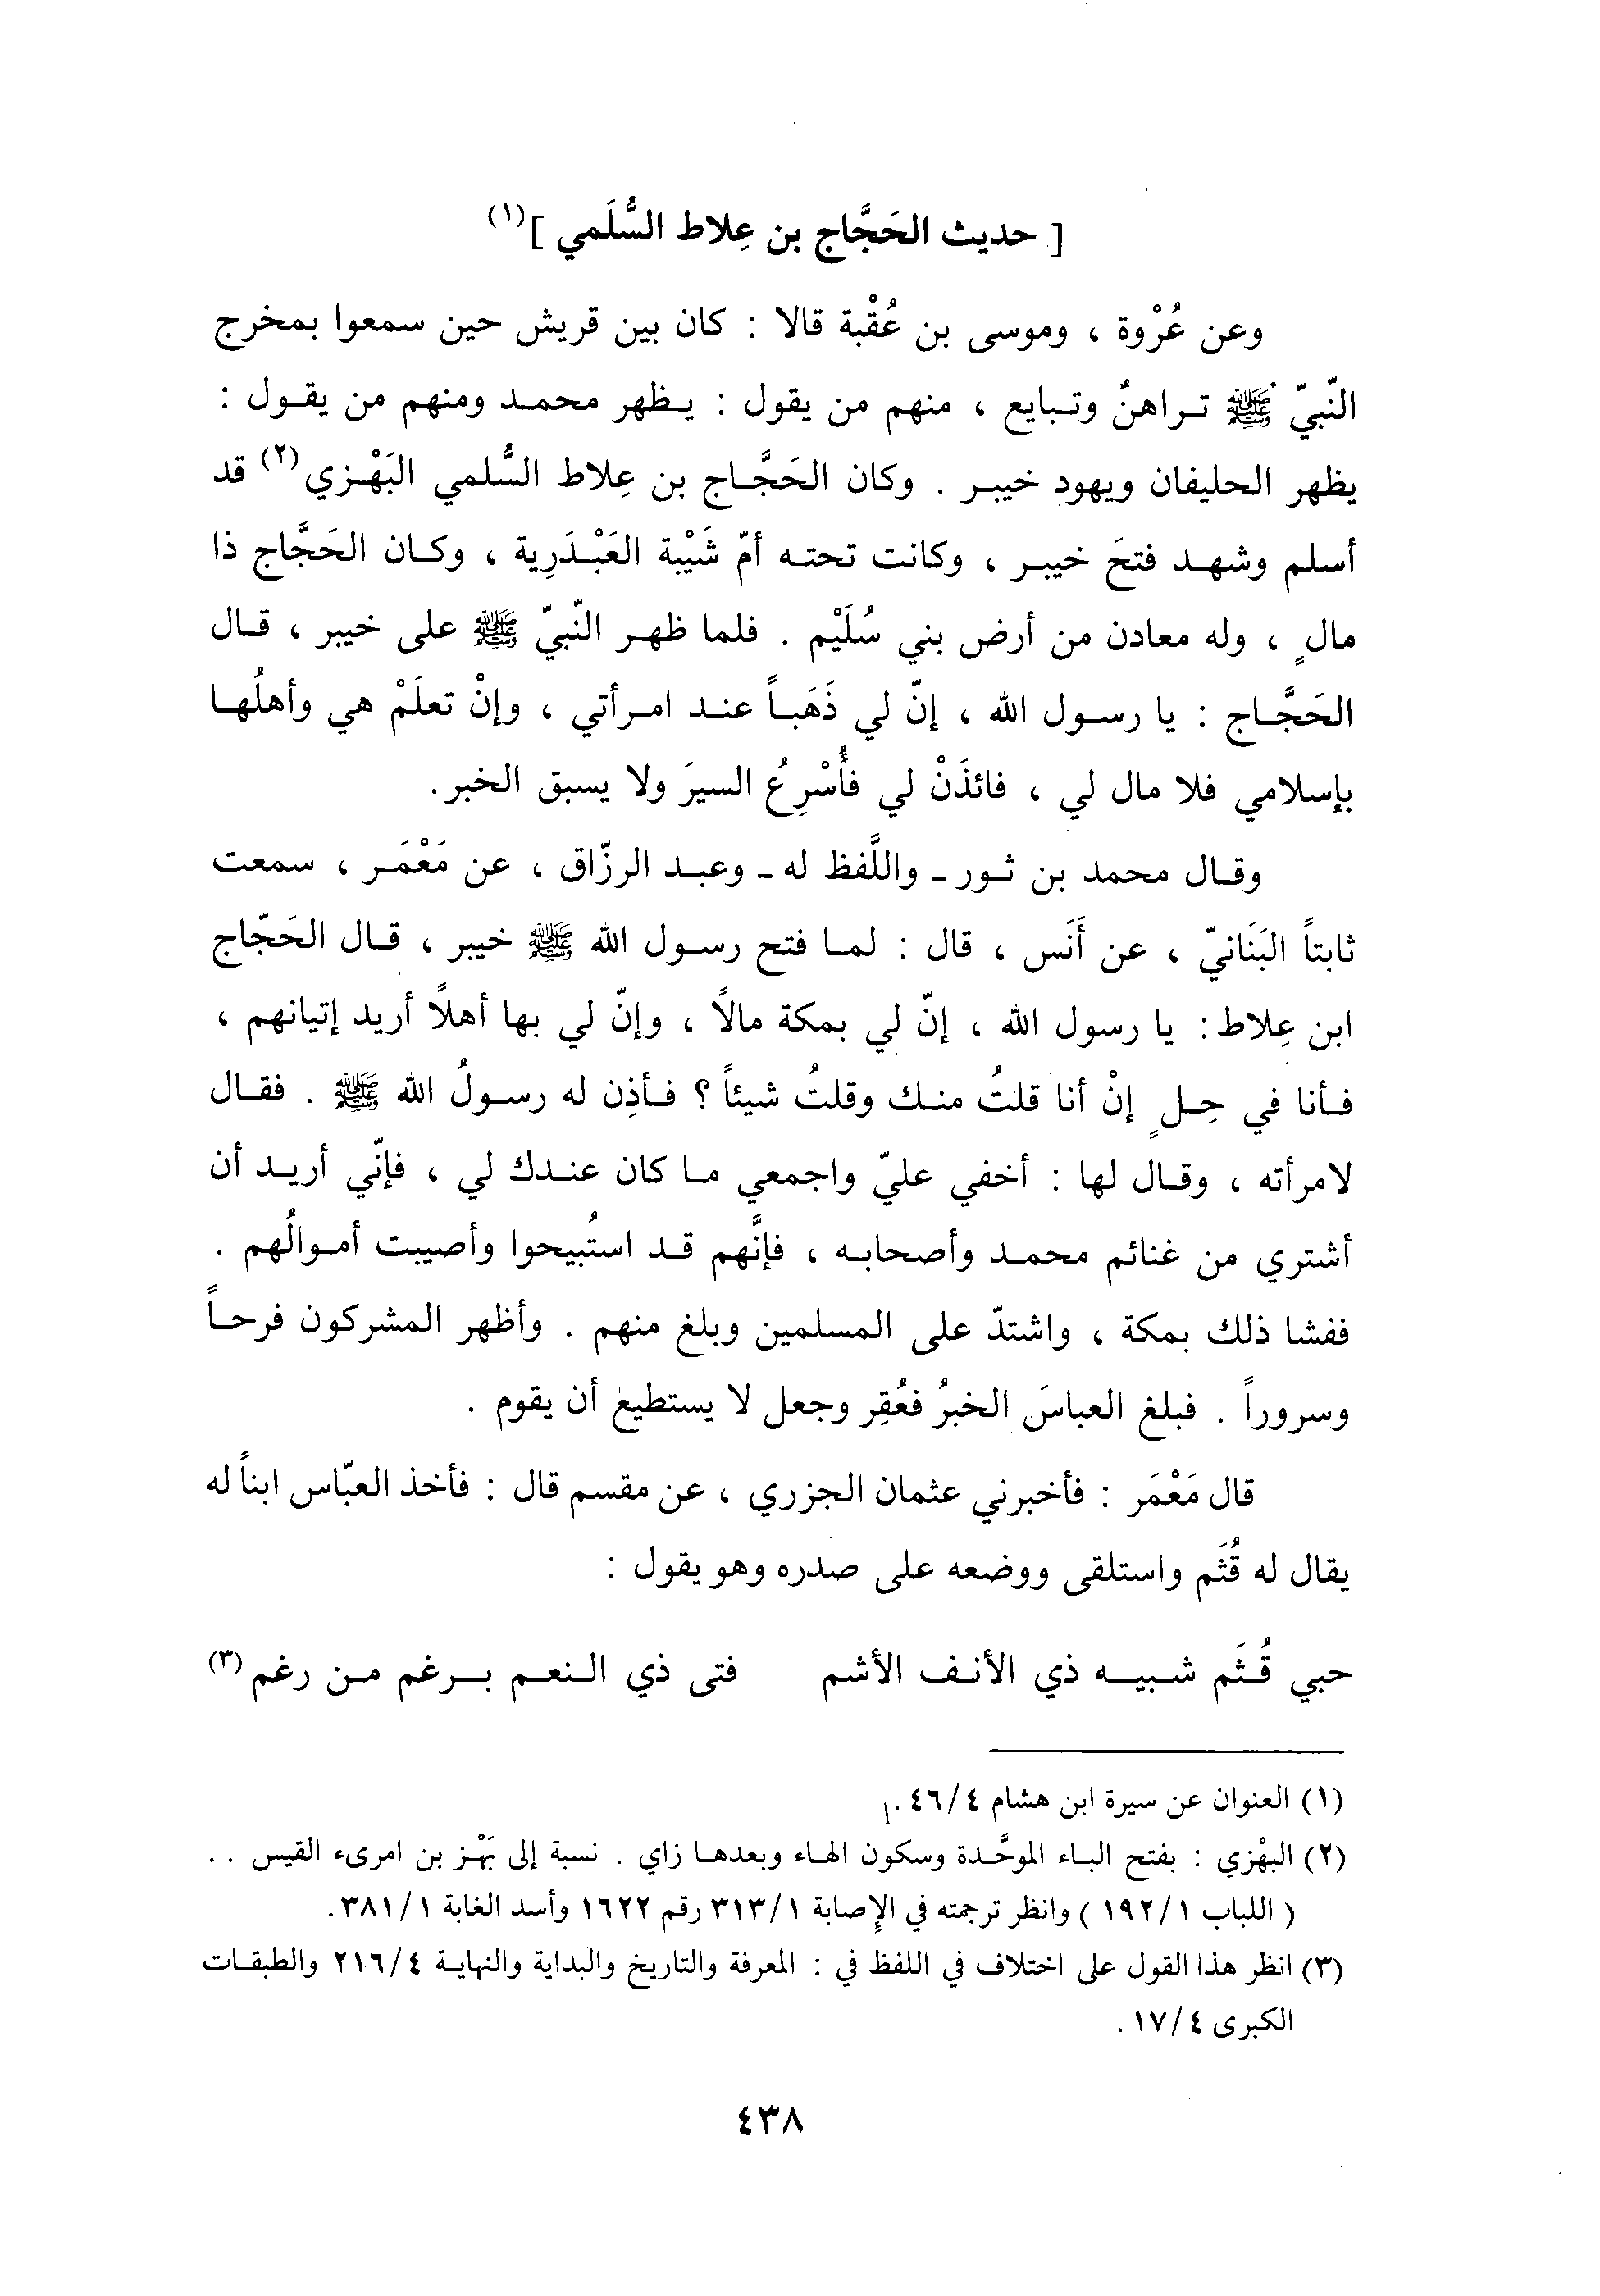 [ حديث الحَجَّاج بن عِلاط السُّلَمي ](١)
وعن عُرْوة ، وموسى بن عُقْبة قالا : كان بين قريش حين سمعوا بمخرج
النّبيّ ﷺ تراهنٌ وتبايع ، منهم من يقول : يظهر محمد ومنهم من يقول :
يظهر الحليفان ويهود خيبر . وكان الحَجَّاج بن عِلاط السُّلمي البَهْزي(٢) قد
أسلم وشهد فتحَ خيبر ، وكانت تحته أمّ شَيْبة العَبْدَرِية ، وكان الحَجَّاج ذا
مالٍ ، وله معادن من أرض بني سُلَيْم . فلما ظهر النّبيّ ﷺ على خيبر ، قال
الحَجَّاج : يا رسول الله ، إنّ لي ذَهَباً عند امرأتي ، وإنْ تعلَمْ هي وأهلُها
بإسلامي فلا مال لي ، فائذَنْ لي فأُسْرِعُ السيرَ ولا يسبق الخبر .
وقال محمد بن ثور ـ واللَّفظ له ـ وعبد الرزّاق ، عن مَعْمَر ، سمعت
ثابتاً البَنَانيّ ، عن أَنَس ، قال : لما فتح رسول الله ﷺ خيبر ، قال الحَجّاج
ابن عِلاط : يا رسول الله ، إنّ لي بمكة مالاً ، وإنّ لي بها أهلاً أريد إتيانهم ،
فأنا في حِلٍ إنْ أنا قلتُ منك وقلتُ شيئاً ؟ فأذِن له رسولُ الله ﷺ . فقال
لامرأته ، وقال لها : أخفي عليّ واجمعي ما كان عندك لي ، فإنّي أريد أن
أشتري من غنائم محمد وأصحابه ، فإنَّهم قد استُبيحوا وأصيبت أموالُهم .
ففشا ذلك بمكة ، واشتدّ على المسلمين وبلغ منهم . وأظهر المشركون فرحاً
وسروراً . فبلغ العباسَ الخبرُ فعُقِر وجعل لا يستطيع أن يقوم .
قال مَعْمَر : فأخبرني عثمان الجزري ، عن مقسم قال : فأخذ العبّاس ابناً له
يقال له قُثَم واستلقى ووضعه على صدره وهو يقول :
حبي قُثَم شبيه ذي الأنف الأشم فتى ذي النعم برغم من رغم(٣)
(١) العنوان عن سيرة ابن هشام ٤٦/٤ .
(٢) البهْزي : بفتح الباء الموحَّدة وسكون الهاء وبعدها زاي . نسبة إلى بَهْز بن امرىء القيس . .
( اللباب ١٩٢/١ ) وانظر ترجمته في الإصابة ٣١٣/١ رقم ١٦٢٢ وأسد الغابة ٣٨١/١ .
(٣) انظر هذا القول على اختلاف في اللفظ في : المعرفة والتاريخ والبداية والنهاية ٢١٦/٤ والطبقات
الكبرى ١٧/٤ .
٤٣٨